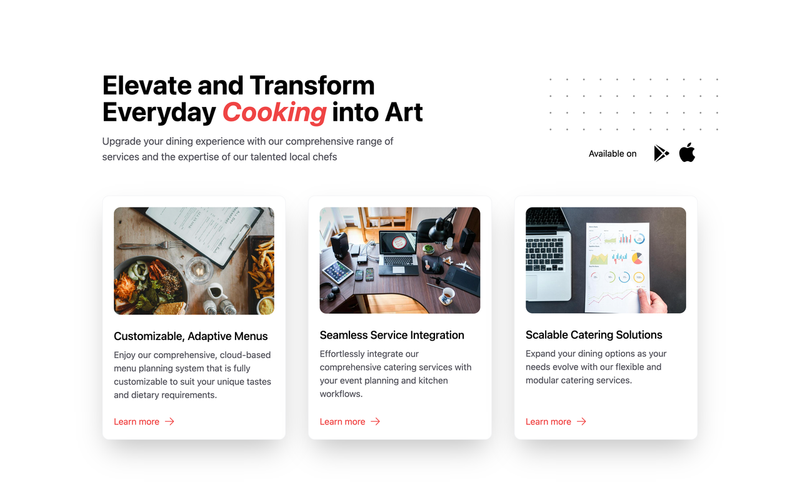 Elevate and Transform
Everyday Cooking into Art
Upgrade your dining experience with our comprehensive range of
services and the expertise of our talented local chefs
Available on
Customizable, Adaptive Menus
Enjoy our comprehensive, cloud-based
menu planning system that is fully
customizable to suit your unique tastes
and dietary requirements.
Learn more
Seamless Service Integration
Effortlessly integrate our
comprehensive catering services with
your event planning and kitchen
workflows.
Learn more
Scalable Catering Solutions
Expand your dining options as your
needs evolve with our flexible and
modular catering services.
Learn more